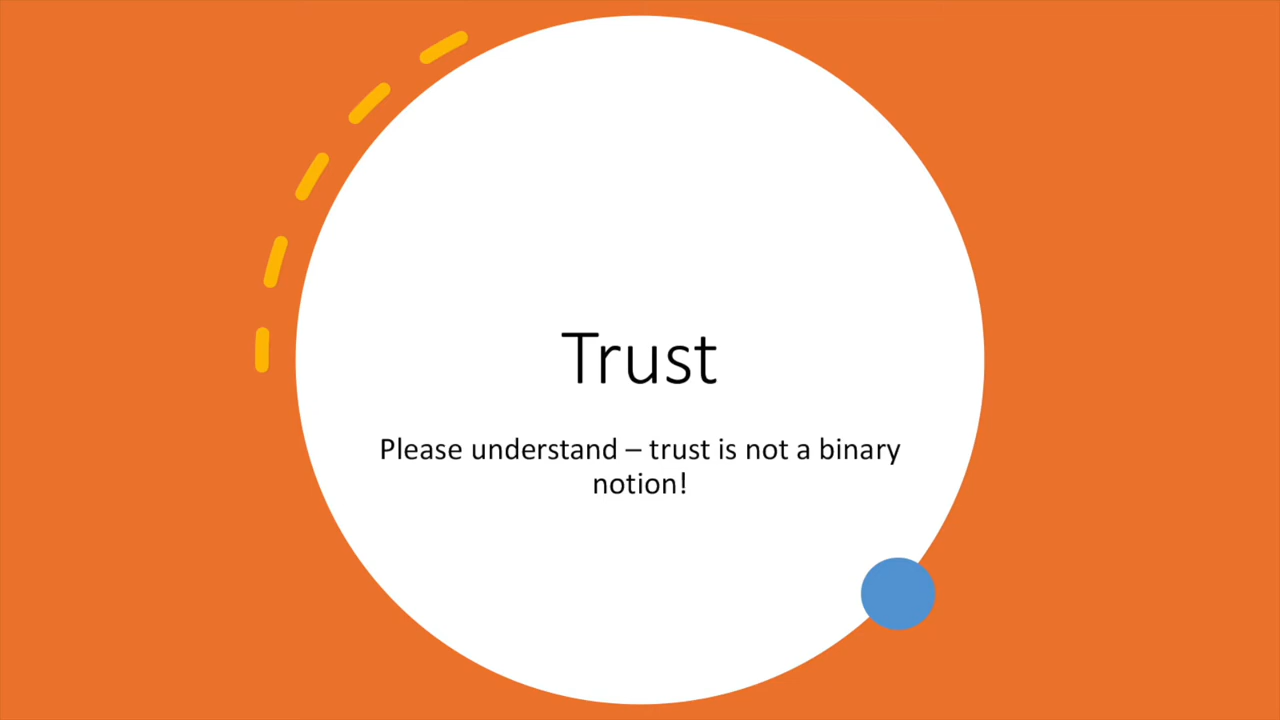 Trust
Please understand – trust is not a binary
notion!